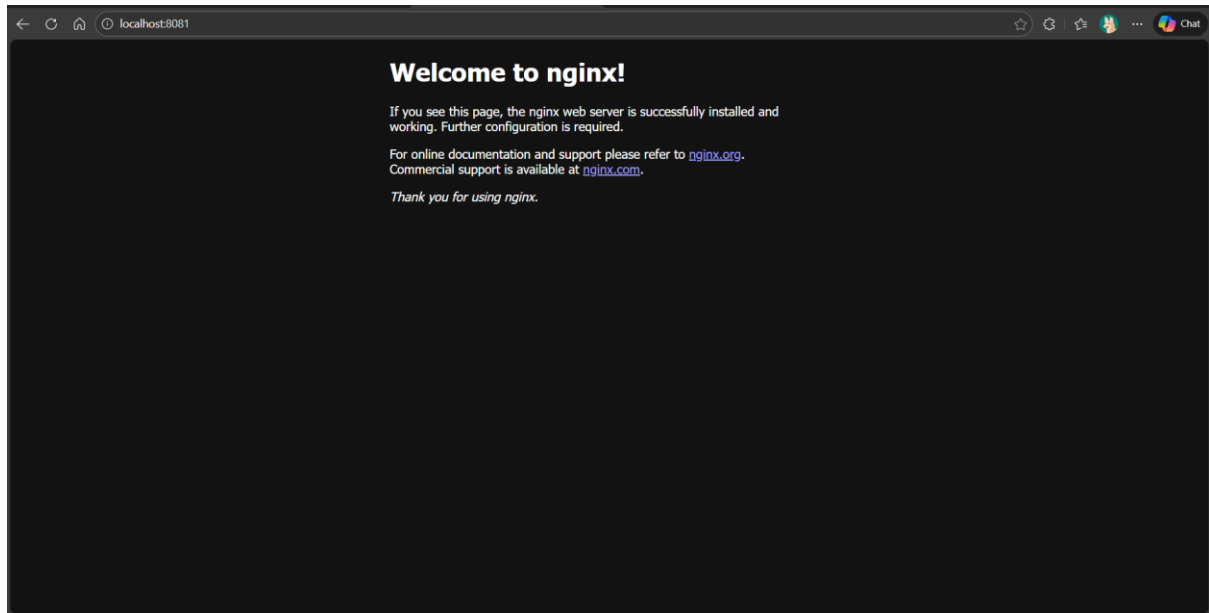 localhost:8081
Chat
Welcome to nginx!
If you see this page, the nginx web server is successfully installed and
working. Further configuration is required.
For online documentation and support please refer to nginx.org.
Commercial support is available at nginx.com.
Thank you for using nginx.